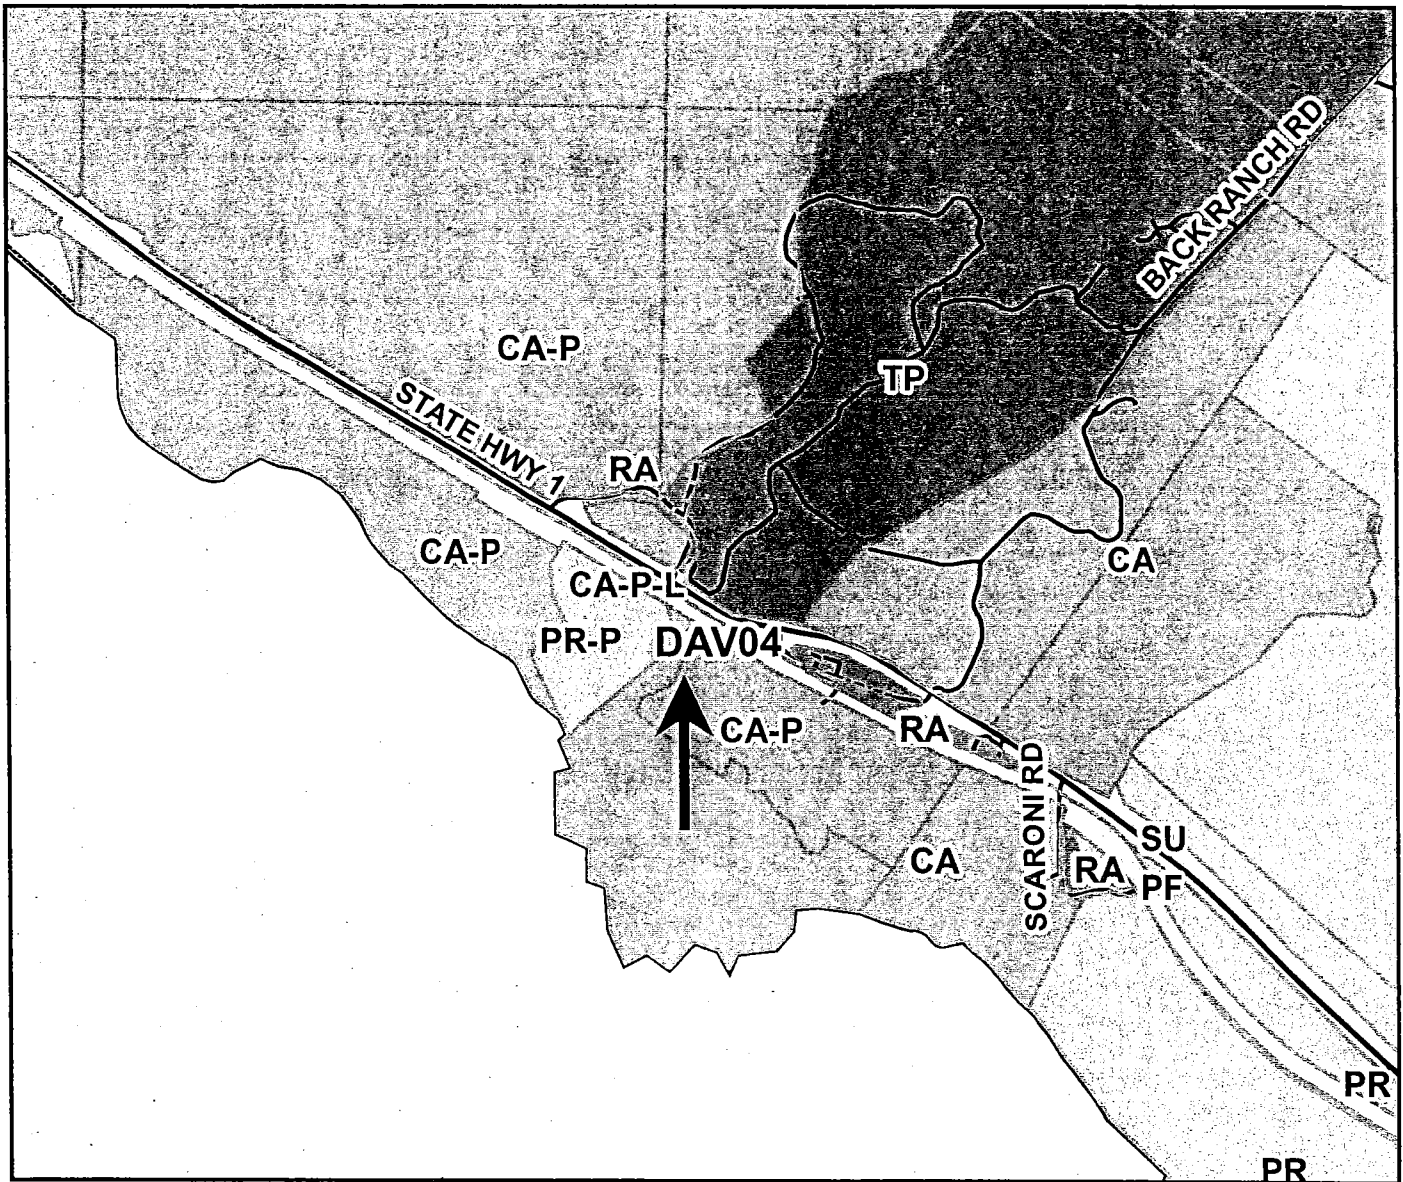 BACK RANCH RD
CA-P
STATE HWY 1
TP
RA
CA-P
CA
CA-P-L
PR-P
DAV04
CA-P
RA
SCARONI RD
SU
CA
RA
PF
PR
PR